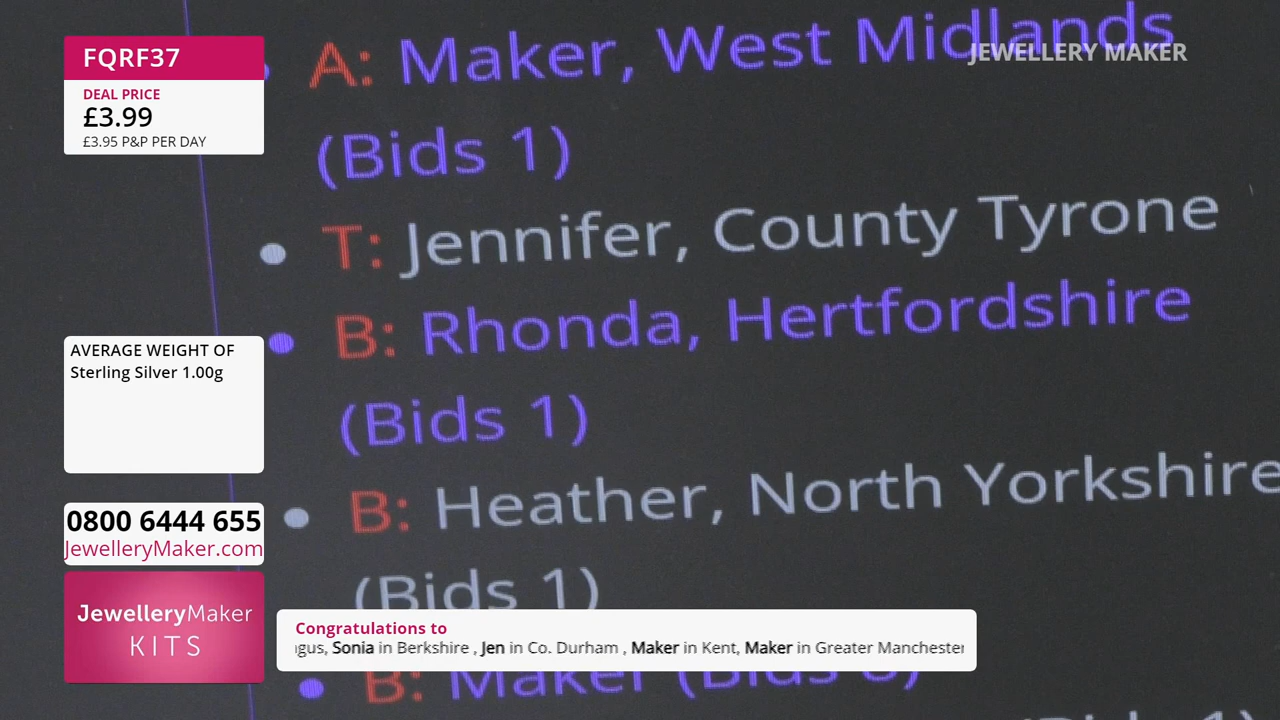 FQRF37
DEAL PRICE
£3.99
£3.95 P&P PER DAY
JEWELLERY MAKER
A: Maker, West Midlands
(Bids 1)
• T: Jennifer, County Tyrone
• B: Rhonda, Hertfordshire
(Bids 1)
• B: Heather, North Yorkshire
(Bids 1)
• B: Maker (Bids
AVERAGE WEIGHT OF
Sterling Silver 1.00g
0800 6444 655
JewelleryMaker.com
JewelleryMaker
KITS
Congratulations to
gus, Sonia in Berkshire , Jen in Co. Durham , Maker in Kent, Maker in Greater Manchester